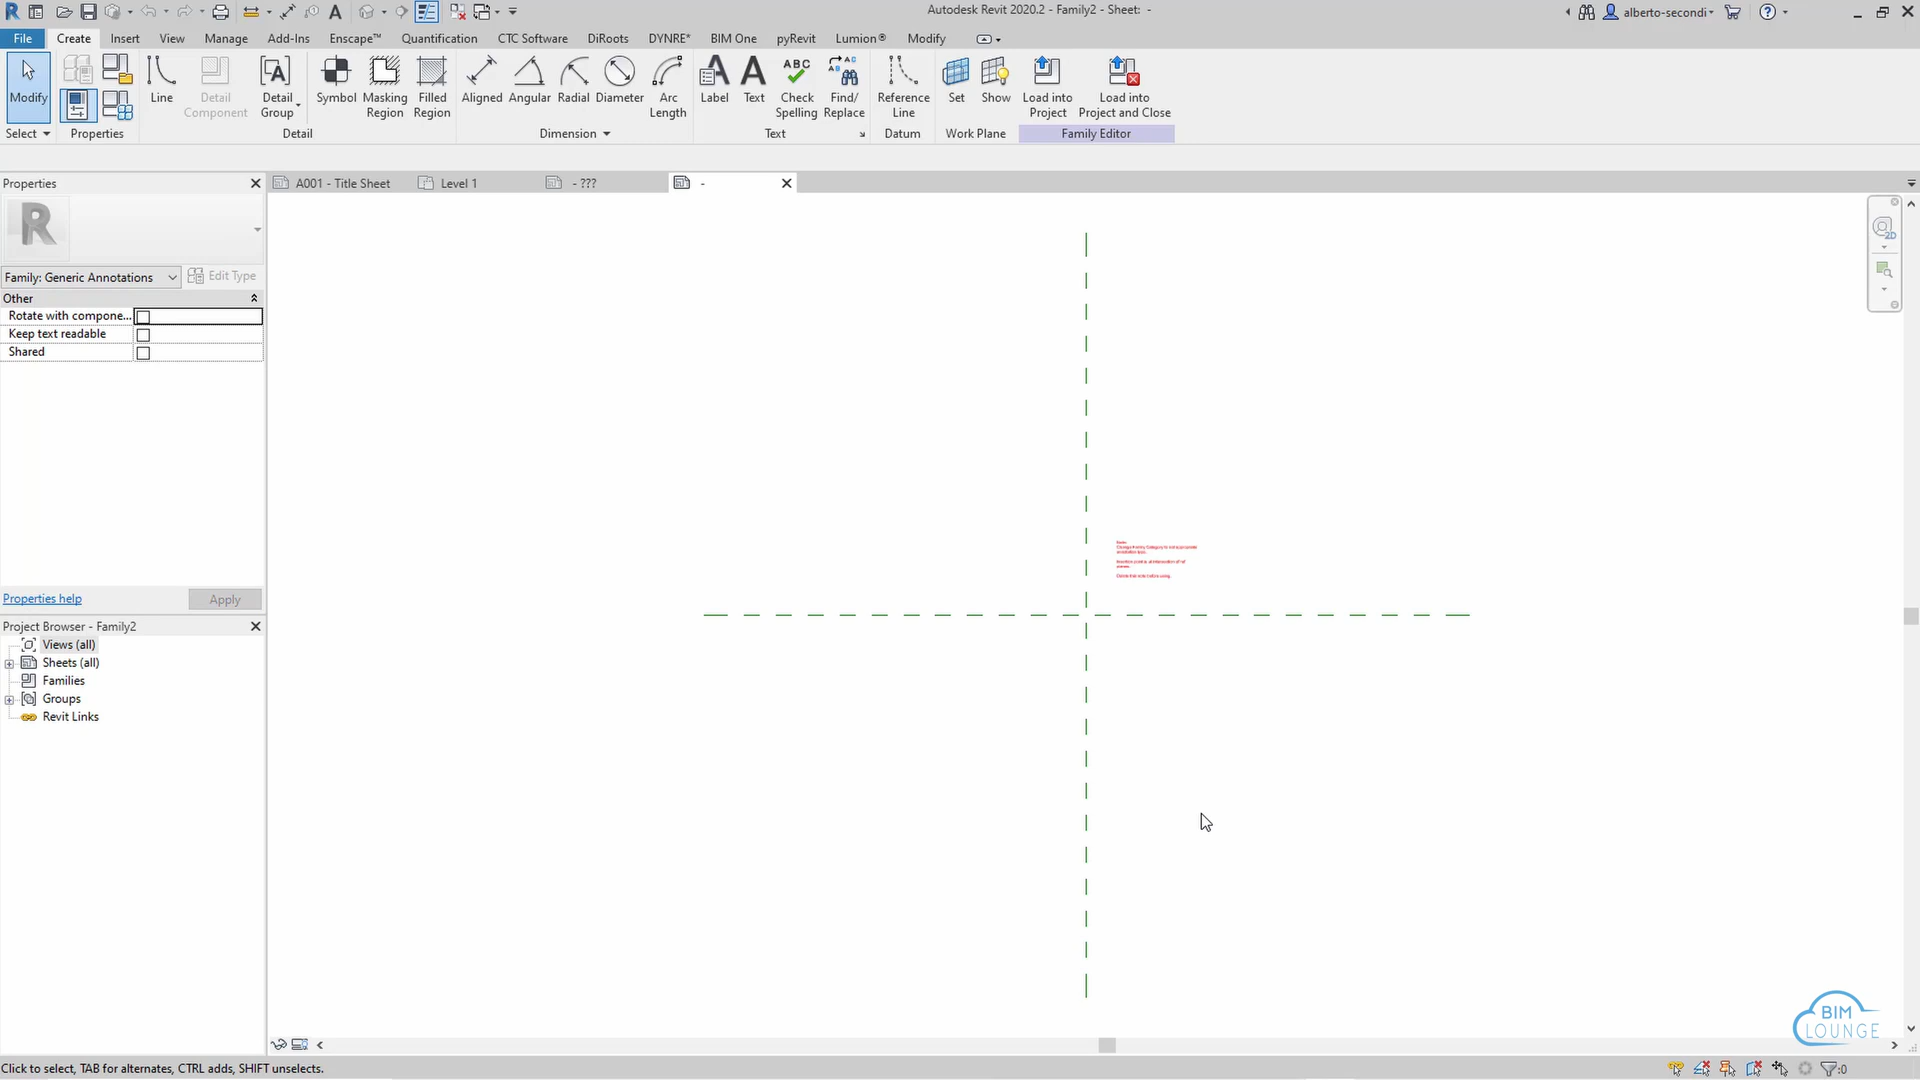 Autodesk Revit 2020.2 - Family2 - Sheet: -
alberto-secondi
File Create Insert View Manage Add-Ins Enscape™ Quantification CTC Software DiRoots DYNRE* BIM One pyRevit Lumion® Modify
Modify
Line
Detail Component
Detail Group
Symbol
Masking Region
Filled Region
Aligned
Angular
Radial
Diameter
Arc Length
Label
Text
ABC
Check Spelling
Find/ Replace
Reference Line
Set
Show
Load into Project
Load into Project and Close
Select Properties Detail Dimension Text Datum Work Plane Family Editor
Properties
A001 - Title Sheet
Level 1
- ???
-
Family: Generic Annotations
Edit Type
Other
Rotate with compone...
Keep text readable
Shared
Properties help
Apply
Project Browser - Family2
Views (all)
Sheets (all)
Families
Groups
Revit Links
2D
BIM
LOUNGE
Click to select, TAB for alternates, CTRL adds, SHIFT unselects.
:0